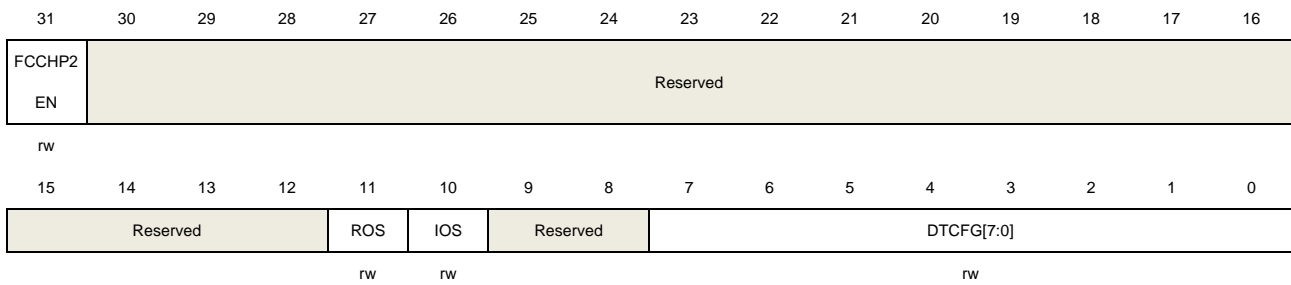 31 30 29 28 27 26 25 24 23 22 21 20 19 18 17 16
FCCHP2
EN
Reserved
rw
15 14 13 12 11 10 9 8 7 6 5 4 3 2 1 0
Reserved ROS IOS Reserved DTCFG[7:0]
rw rw rw